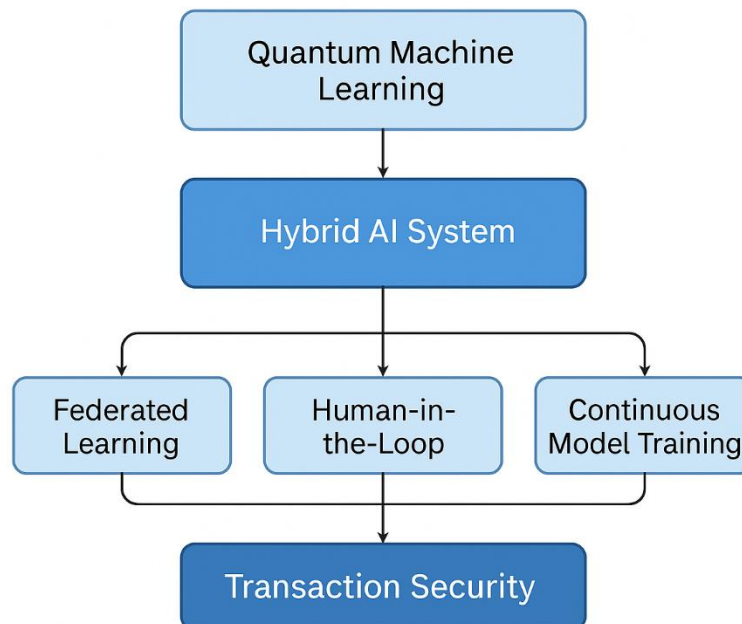 Quantum Machine
Learning
Hybrid AI System
Federated
Learning
Human-in-
the-Loop
Continuous
Model Training
Transaction Security